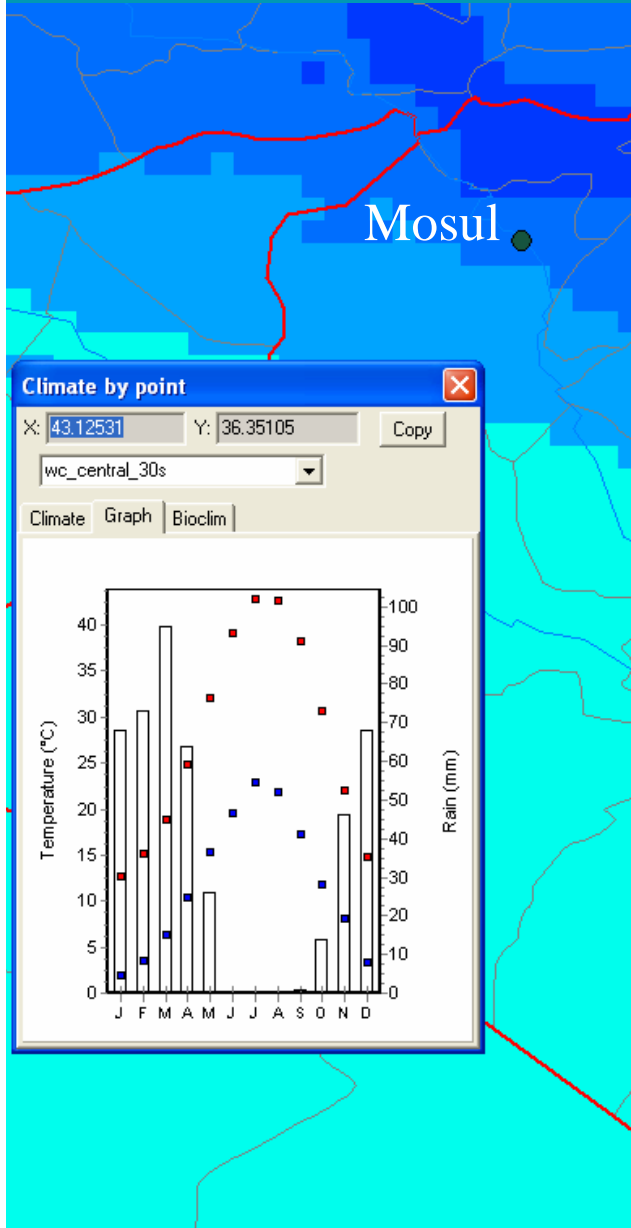 Mosul
Climate by point
X: 43.12531 Y: 36.35105 Copy
wc_central_30s
Climate Graph Bioclim
Temperature (°C)
40
35
30
25
20
15
10
5
0
100
90
80
70
60
50
40
30
20
10
0
Rain (mm)
J F M A M J J A S O N D